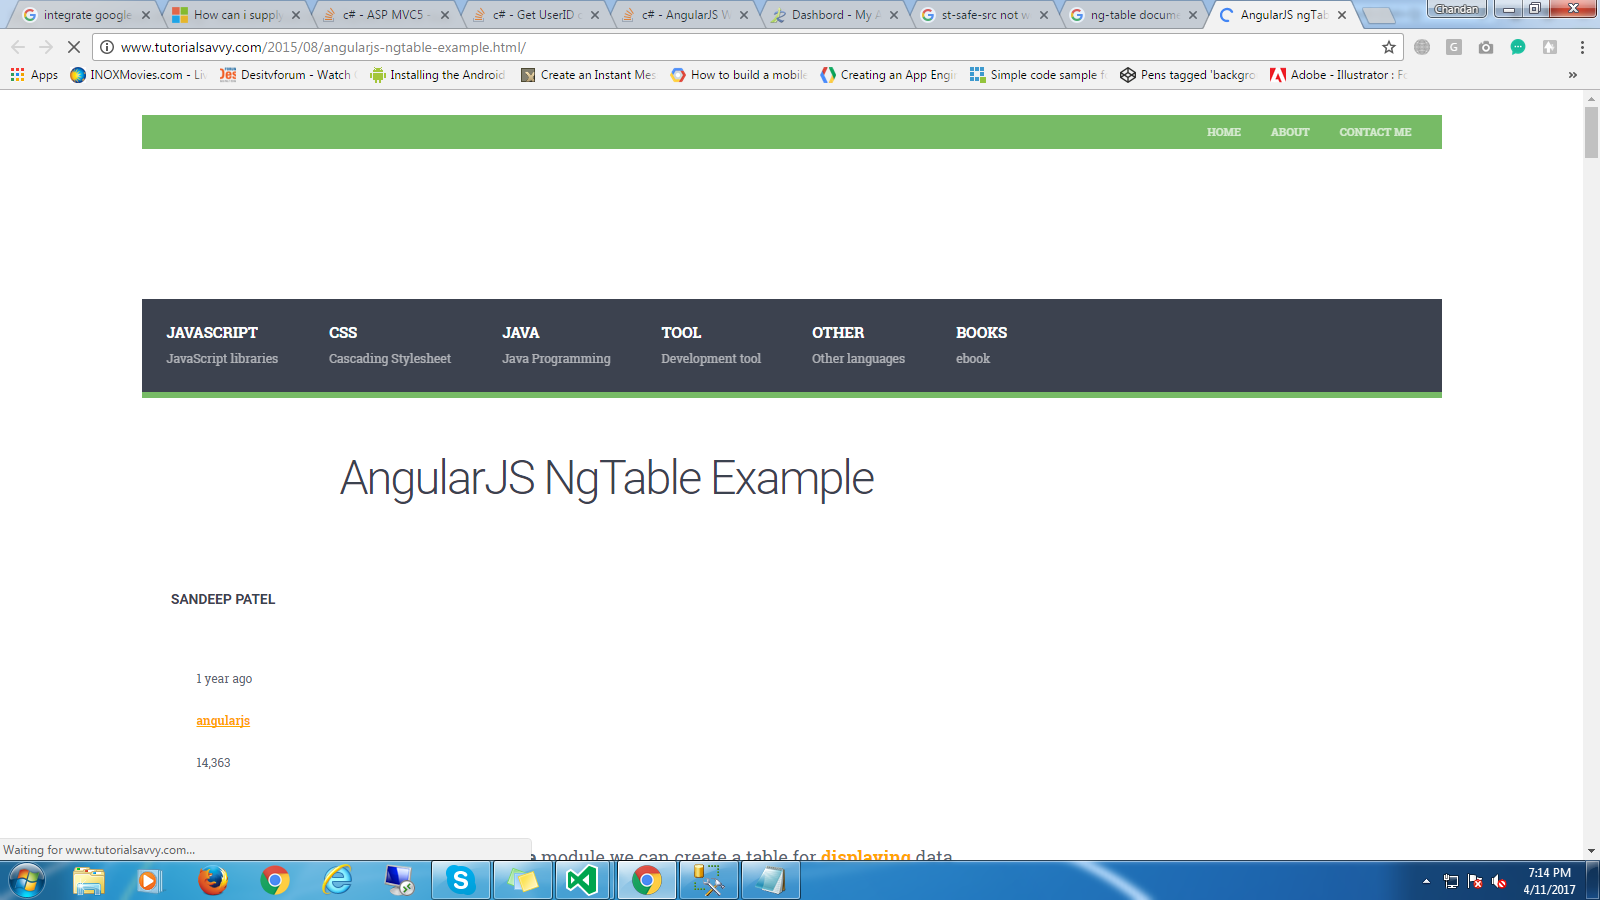 integrate google
How can i supply
c# - ASP MVC5 -
c# - Get UserID
c# - AngularJS W
Dashbord - My A
st-safe-src not w
ng-table docume
AngularJS ngTab
Chandan
www.tutorialsavvy.com/2015/08/angularjs-ngtable-example.html/
Apps
INOXMovies.com - Liv
Desitvforum - Watch
Installing the Android
Create an Instant Mes
How to build a mobile
Creating an App Engi
Simple code sample f
Pens tagged 'backgro
Adobe - Illustrator : Fo
»
HOME ABOUT CONTACT ME
JAVASCRIPT CSS JAVA TOOL OTHER BOOKS
JavaScript libraries Cascading Stylesheet Java Programming Development tool Other languages ebook
AngularJS NgTable Example
SANDEEP PATEL
1 year ago
angularjs
14,363
module we can create a table for displaying data
Waiting for www.tutorialsavvy.com...
7:14 PM
4/11/2017